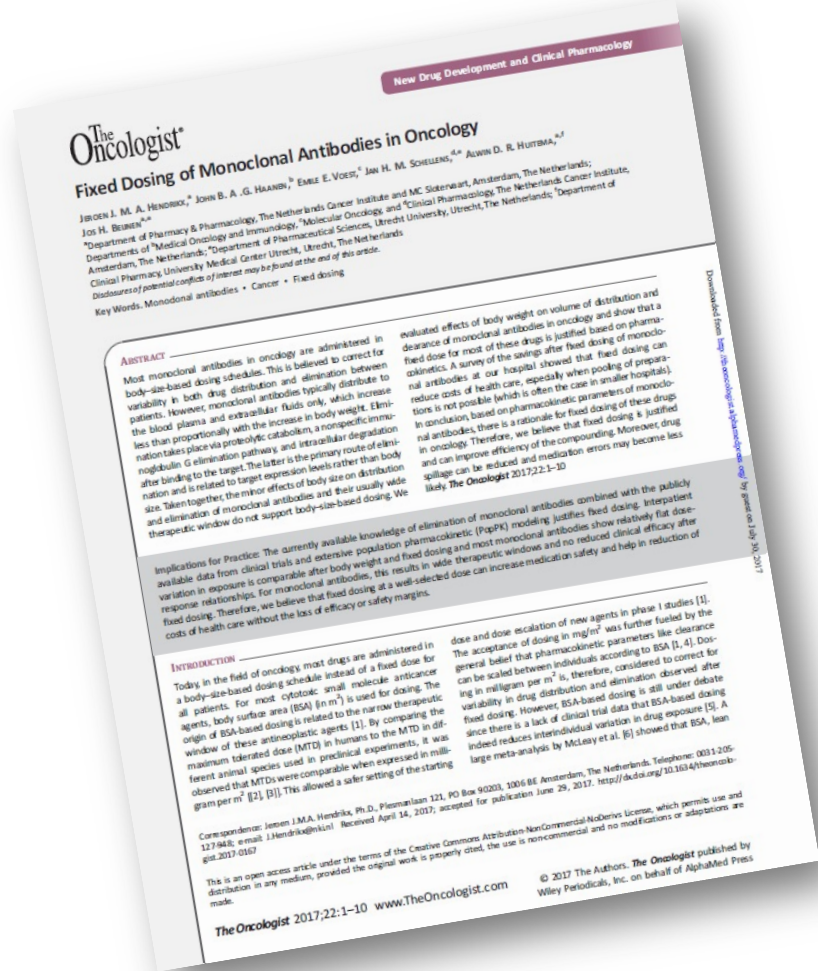 New Drug Development and Clinical Pharmacology
The Oncologist®
Fixed Dosing of Monoclonal Antibodies in Oncology
JEROEN J. M. A. HENDRIKX,ᵃ JOHN B. A .G. HAANEN,ᵇ EMILE E. VOEST,ᶜ JAN H. M. SCHELLENS,ᵈ,ᵉ ALWIN D. R. HUITEMA,ᵃ,ᶠ
JOS H. BEIJNENᵃ,ᵉ
ᵃDepartment of Pharmacy & Pharmacology, The Netherlands Cancer Institute and MC Slotervaart, Amsterdam, The Netherlands;
Departments of ᵇMedical Oncology and Immunology, ᶜMolecular Oncology, and ᵈClinical Pharmacology, The Netherlands Cancer Institute,
Amsterdam, The Netherlands; ᵉDepartment of Pharmaceutical Sciences, Utrecht University, Utrecht, The Netherlands; ᶠDepartment of
Clinical Pharmacy, University Medical Center Utrecht, Utrecht, The Netherlands
Disclosures of potential conflicts of interest may be found at the end of this article.
Key Words. Monoclonal antibodies • Cancer • Fixed dosing
ABSTRACT
Most monoclonal antibodies in oncology are administered in
body-size-based dosing schedules. This is believed to correct for
variability in both drug distribution and elimination between
patients. However, monoclonal antibodies typically distribute to
the blood plasma and extracellular fluids only, which increase
less than proportionally with the increase in body weight. Elimi-
nation takes place via proteolytic catabolism, a nonspecific immu-
noglobulin G elimination pathway, and intracellular degradation
after binding to the target. The latter is the primary route of elimi-
nation and is related to target expression levels rather than body
size. Taken together, the minor effects of body size on distribution
and elimination of monoclonal antibodies and their usually wide
therapeutic window do not support body-size-based dosing. We
evaluated effects of body weight on volume of distribution and
clearance of monoclonal antibodies in oncology and show that a
fixed dose for most of these drugs is justified based on pharma-
cokinetics. A survey of the savings after fixed dosing of monoclo-
nal antibodies at our hospital showed that fixed dosing can
reduce costs of health care, especially when pooling of prepara-
tions is not possible (which is often the case in smaller hospitals).
In conclusion, based on pharmacokinetic parameters of monoclo-
nal antibodies, there is a rationale for fixed dosing of these drugs
in oncology. Therefore, we believe that fixed dosing is justified
and can improve efficiency of the compounding. Moreover, drug
spillage can be reduced and medication errors may become less
likely. The Oncologist 2017;22:1–10
Implications for Practice: The currently available knowledge of elimination of monoclonal antibodies combined with the publicly
available data from clinical trials and extensive population pharmacokinetic (PopPK) modeling justifies fixed dosing. Interpatient
variation in exposure is comparable after body weight and fixed dosing and most monoclonal antibodies show relatively flat dose-
response relationships. For monoclonal antibodies, this results in wide therapeutic windows and no reduced clinical efficacy after
fixed dosing. Therefore, we believe that fixed dosing at a well-selected dose can increase medication safety and help in reduction of
costs of health care without the loss of efficacy or safety margins.
INTRODUCTION
Today, in the field of oncology, most drugs are administered in
a body-size-based dosing schedule instead of a fixed dose for
all patients. For most cytotoxic small molecule anticancer
agents, body surface area (BSA) (in m²) is used for dosing. The
origin of BSA-based dosing is related to the narrow therapeutic
window of these antineoplastic agents [1]. By comparing the
maximum tolerated dose (MTD) in humans to the MTD in dif-
ferent animal species used in preclinical experiments, it was
observed that MTDs were comparable when expressed in milli-
gram per m² [[2], [3]]. This allowed a safer setting of the starting
dose and dose escalation of new agents in phase I studies [1].
The acceptance of dosing in mg/m² was further fueled by the
general belief that pharmacokinetic parameters like clearance
can be scaled between individuals according to BSA [1, 4]. Dos-
ing in milligram per m² is, therefore, considered to correct for
variability in drug distribution and elimination observed after
fixed dosing. However, BSA-based dosing is still under debate
since there is a lack of clinical trial data that BSA-based dosing
indeed reduces interindividual variation in drug exposure [5]. A
large meta-analysis by McLeay et al. [6] showed that BSA, lean
Correspondence: Jeroen J.M.A. Hendrikx, Ph.D., Plesmanlaan 121, PO Box 90203, 1006 BE Amsterdam, The Netherlands. Telephone: 0031-205-
127-948; e-mail: J.Hendrikx@nki.nl Received April 14, 2017; accepted for publication June 29, 2017. http://dx.doi.org/10.1634/theoncolo-
gist.2017-0167
This is an open access article under the terms of the Creative Commons Attribution-NonCommercial-NoDerivs License, which permits use and
distribution in any medium, provided the original work is properly cited, the use is non-commercial and no modifications or adaptations are
made.
The Oncologist 2017;22:1–10 www.TheOncologist.com
© 2017 The Authors. The Oncologist published by
Wiley Periodicals, Inc. on behalf of AlphaMed Press
Downloaded from http://theoncologist.alphamedpress.org/ by guest on July 30, 2017